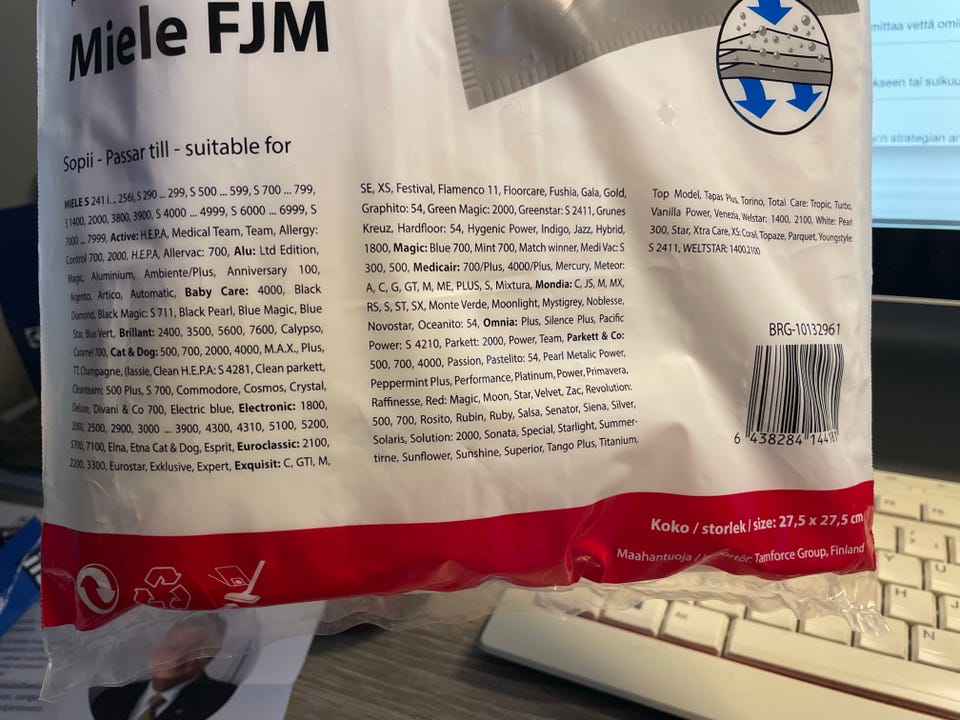 Miele FJM
Sopii - Passar till - suitable for
MIELE S 241 i. .. 256i, S 290 ... 299, S 500 ... 599, S 700 ... 799,
S 1400, 2000, 3800, 3900, S 4000 ... 4999, S 6000 ... 6999, S
7000 ... 7999, Active: H.E.P.A, Medical Team, Team, Allergy:
Control 700, 2000, H.E.P.A, Allervac: 700, Alu: Ltd Edition,
Magic, Aluminium, Ambiente/Plus, Anniversary 100,
Argento, Artico, Automatic, Baby Care: 4000, Black
Diamond, Black Magic: S 711, Black Pearl, Blue Magic, Blue
Star, Blue Vert, Brillant: 2400, 3500, 5600, 7600, Calypso,
Caramel 700, Cat & Dog: 500, 700, 2000, 4000, M.A.X., Plus,
TT, Champagne, (lassie, Clean H.E.P.A: S 4281, Clean parkett,
Cleanteam: 500 Plus, S 700, Commodore, Cosmos, Crystal,
Deluxe, Divani & Co 700, Electric blue, Electronic: 1800,
2000, 2500, 2900, 3000 ... 3900, 4300, 4310, 5100, 5200,
5700, 7100, Elna, Etna Cat & Dog, Esprit, Euroclassic: 2100,
2200, 3300, Eurostar, Exklusive, Expert, Exquisit: C, GTI, M,
SE, XS, Festival, Flamenco 11, Floorcare, Fushia, Gala, Gold,
Graphito: 54, Green Magic: 2000, Greenstar: S 2411, Grunes
Kreuz, Hardfloor: 54, Hygenic Power, Indigo, Jazz, Hybrid,
1800, Magic: Blue 700, Mint 700, Match winner, Medi Vac: S
300, 500, Medicair: 700/Plus, 4000/Plus, Mercury, Meteor:
A, C, G, GT, M, ME, PLUS, S, Mixtura, Mondia: C, JS, M, MX,
RS, S, ST, SX, Monte Verde, Moonlight, Mystigrey, Noblesse,
Novostar, Oceanito: 54, Omnia: Plus, Silence Plus, Pacific
Power: S 4210, Parkett: 2000, Power, Team, Parkett & Co:
500, 700, 4000, Passion, Pastelito: 54, Pearl Metalic Power,
Peppermint Plus, Performance, Platinum, Power, Primavera,
Raffinesse, Red: Magic, Moon, Star, Velvet, Zac, Revolution:
500, 700, Rosito, Rubin, Ruby, Salsa, Senator, Siena, Silver,
Solaris, Solution: 2000, Sonata, Special, Starlight, Summer-
tirne, Sunflower, Sunshine, Superior, Tango Plus, Titanium,
Top Model, Tapas Plus, Torino, Total Care: Tropic, Turbo,
Vanilla Power, Venezia, Welstar: 1400, 2100, White: Pearl
300, Star, Xtra Care, XS: Coral, Topaze, Parquet, Youngstyle:
S 2411, WELTSTAR: 1400,2100
BRG-10132961
6 438284 144187
Koko / storlek / size: 27,5 x 27,5 cm
Maahantuoja / Tamforce Group, Finland
mittaa vettä
kseen tai sulkuu
strategian